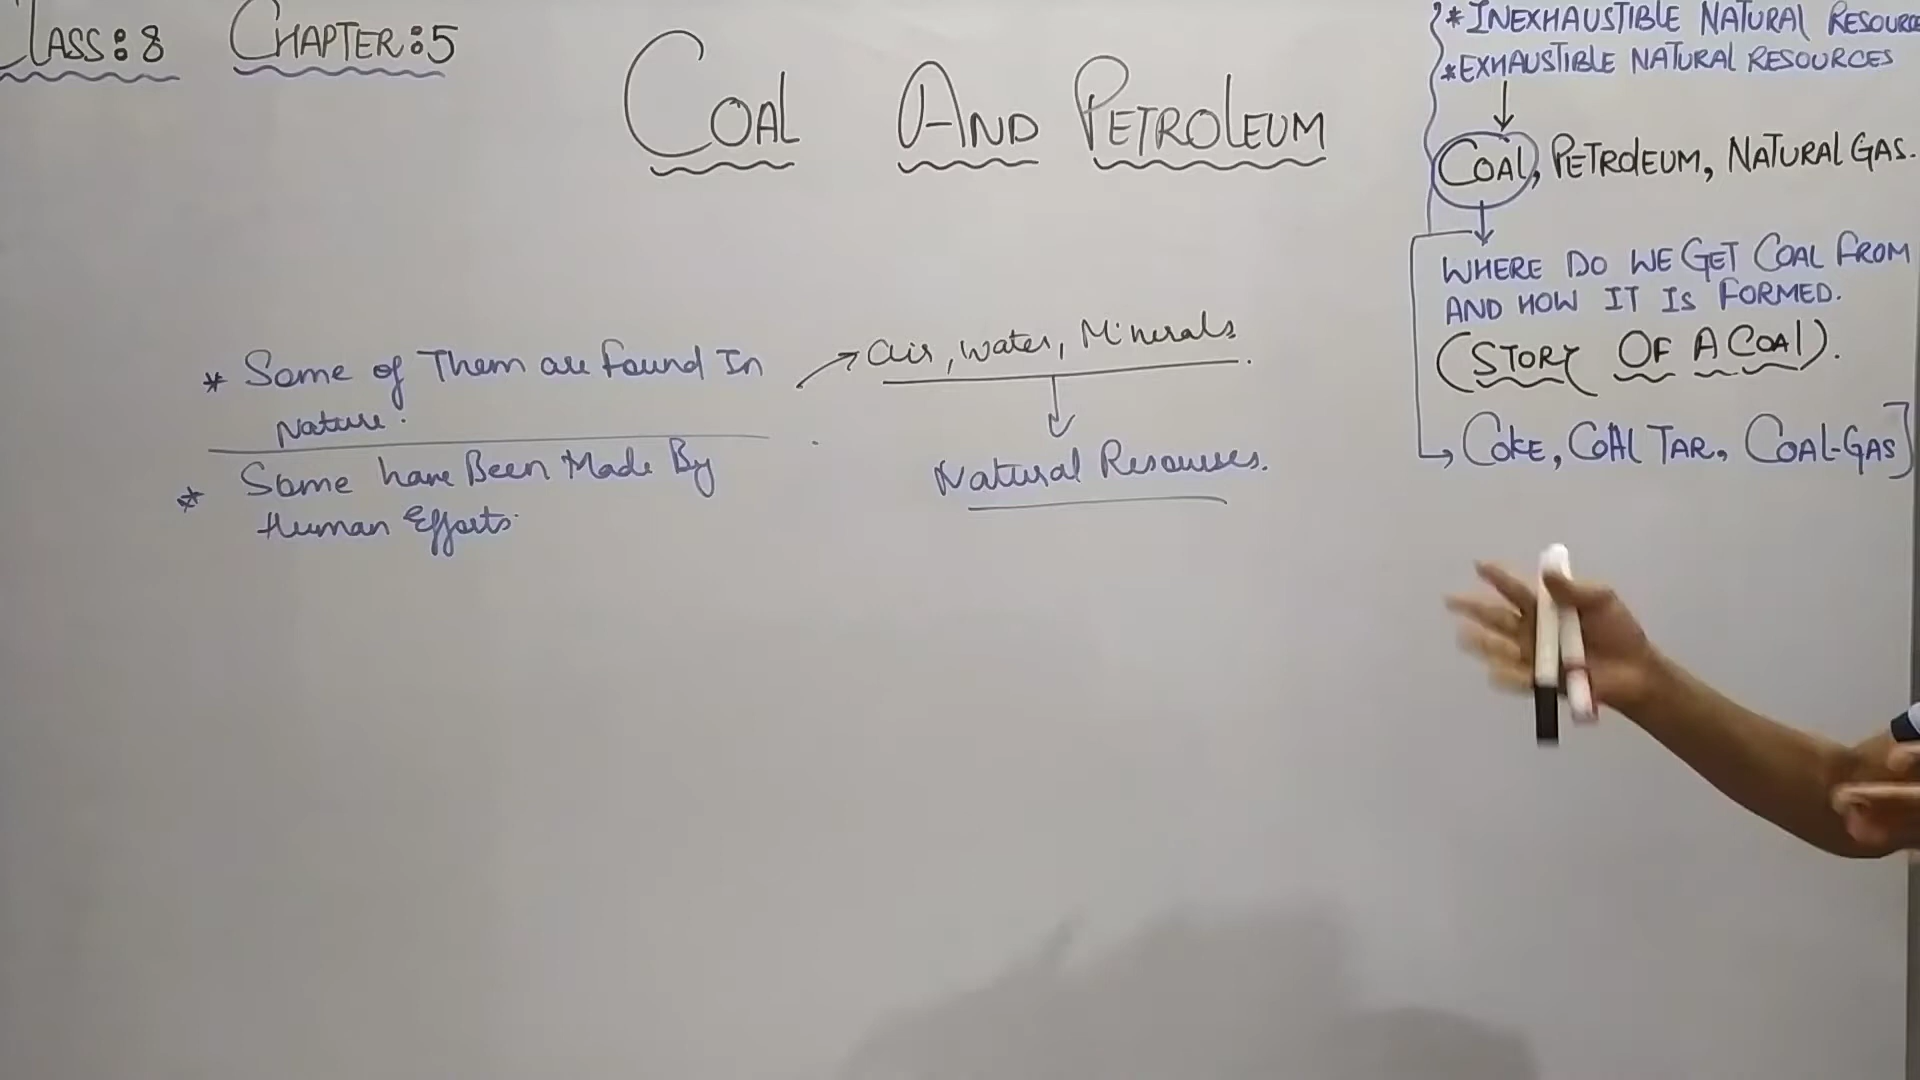 CLASS:8 CHAPTER:5
COAL AND PETROLEUM
* Some of Them are Found In
Nature.
* Some have Been Made By
Human Efforts.
Air, Water, Minerals.
Natural Resources.
* INEXHAUSTIBLE NATURAL RESOURCE
* EXHAUSTIBLE NATURAL RESOURCES
COAL, PETROLEUM, NATURAL GAS.
WHERE DO WE GET COAL FROM
AND HOW IT IS FORMED.
(STORY OF A COAL).
COKE, COAL TAR, COAL-GAS]